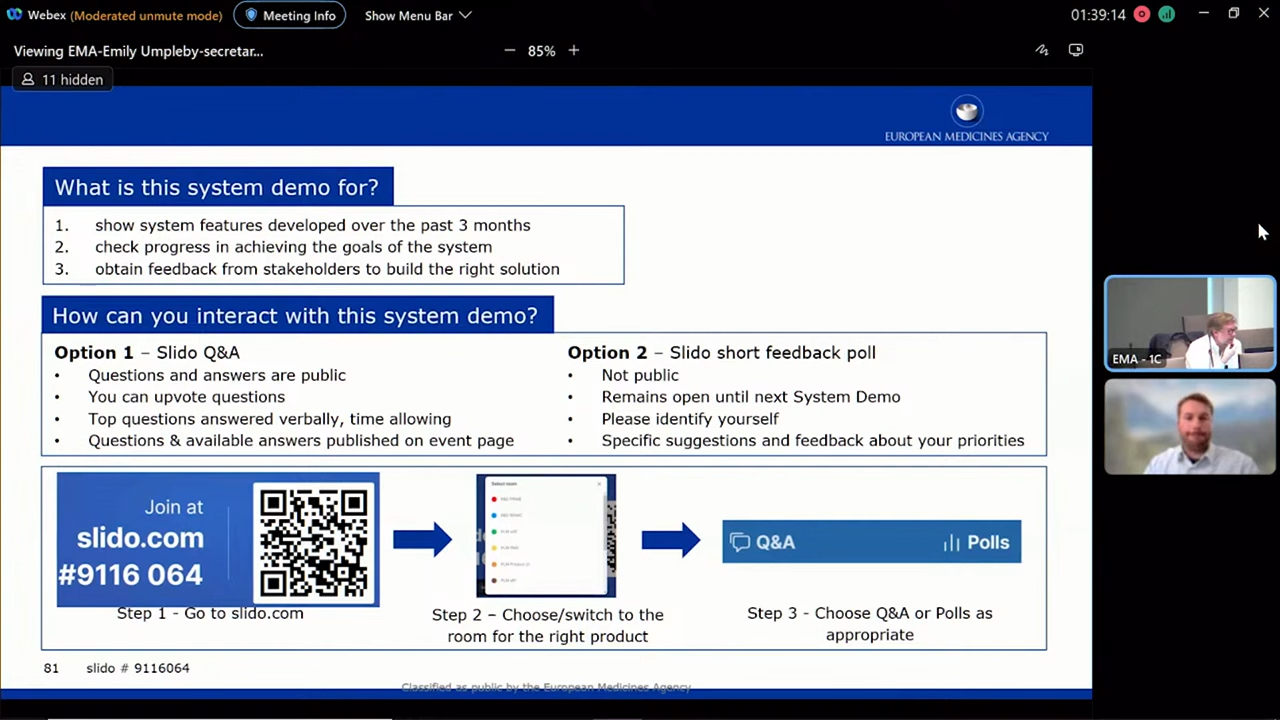 Webex (Moderated unmute mode) Meeting Info Show Menu Bar 01:39:14
Viewing EMA-Emily Umpleby-secretar... 85%
11 hidden
EUROPEAN MEDICINES AGENCY
What is this system demo for?
1. show system features developed over the past 3 months
2. check progress in achieving the goals of the system
3. obtain feedback from stakeholders to build the right solution
How can you interact with this system demo?
Option 1 – Slido Q&A
• Questions and answers are public
• You can upvote questions
• Top questions answered verbally, time allowing
• Questions & available answers published on event page
Option 2 – Slido short feedback poll
• Not public
• Remains open until next System Demo
• Please identify yourself
• Specific suggestions and feedback about your priorities
Join at
slido.com
#9116 064
Step 1 - Go to slido.com
Select room
Step 2 – Choose/switch to the
room for the right product
Q&A Polls
Step 3 - Choose Q&A or Polls as
appropriate
81 slido # 9116064
Classified as public by the European Medicines Agency
EMA - 1C